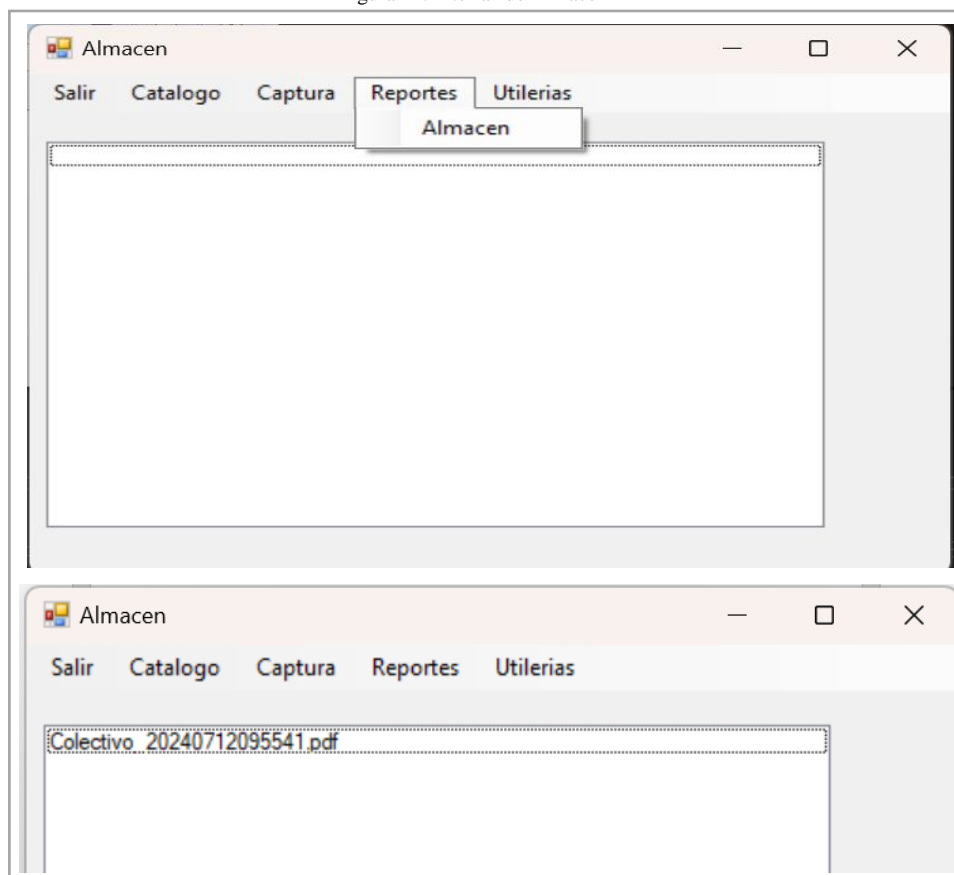 Almacen
Salir Catalogo Captura Reportes Utilerias
Almacen
Almacen
Salir Catalogo Captura Reportes Utilerias
Colectivo_20240712095541.pdf